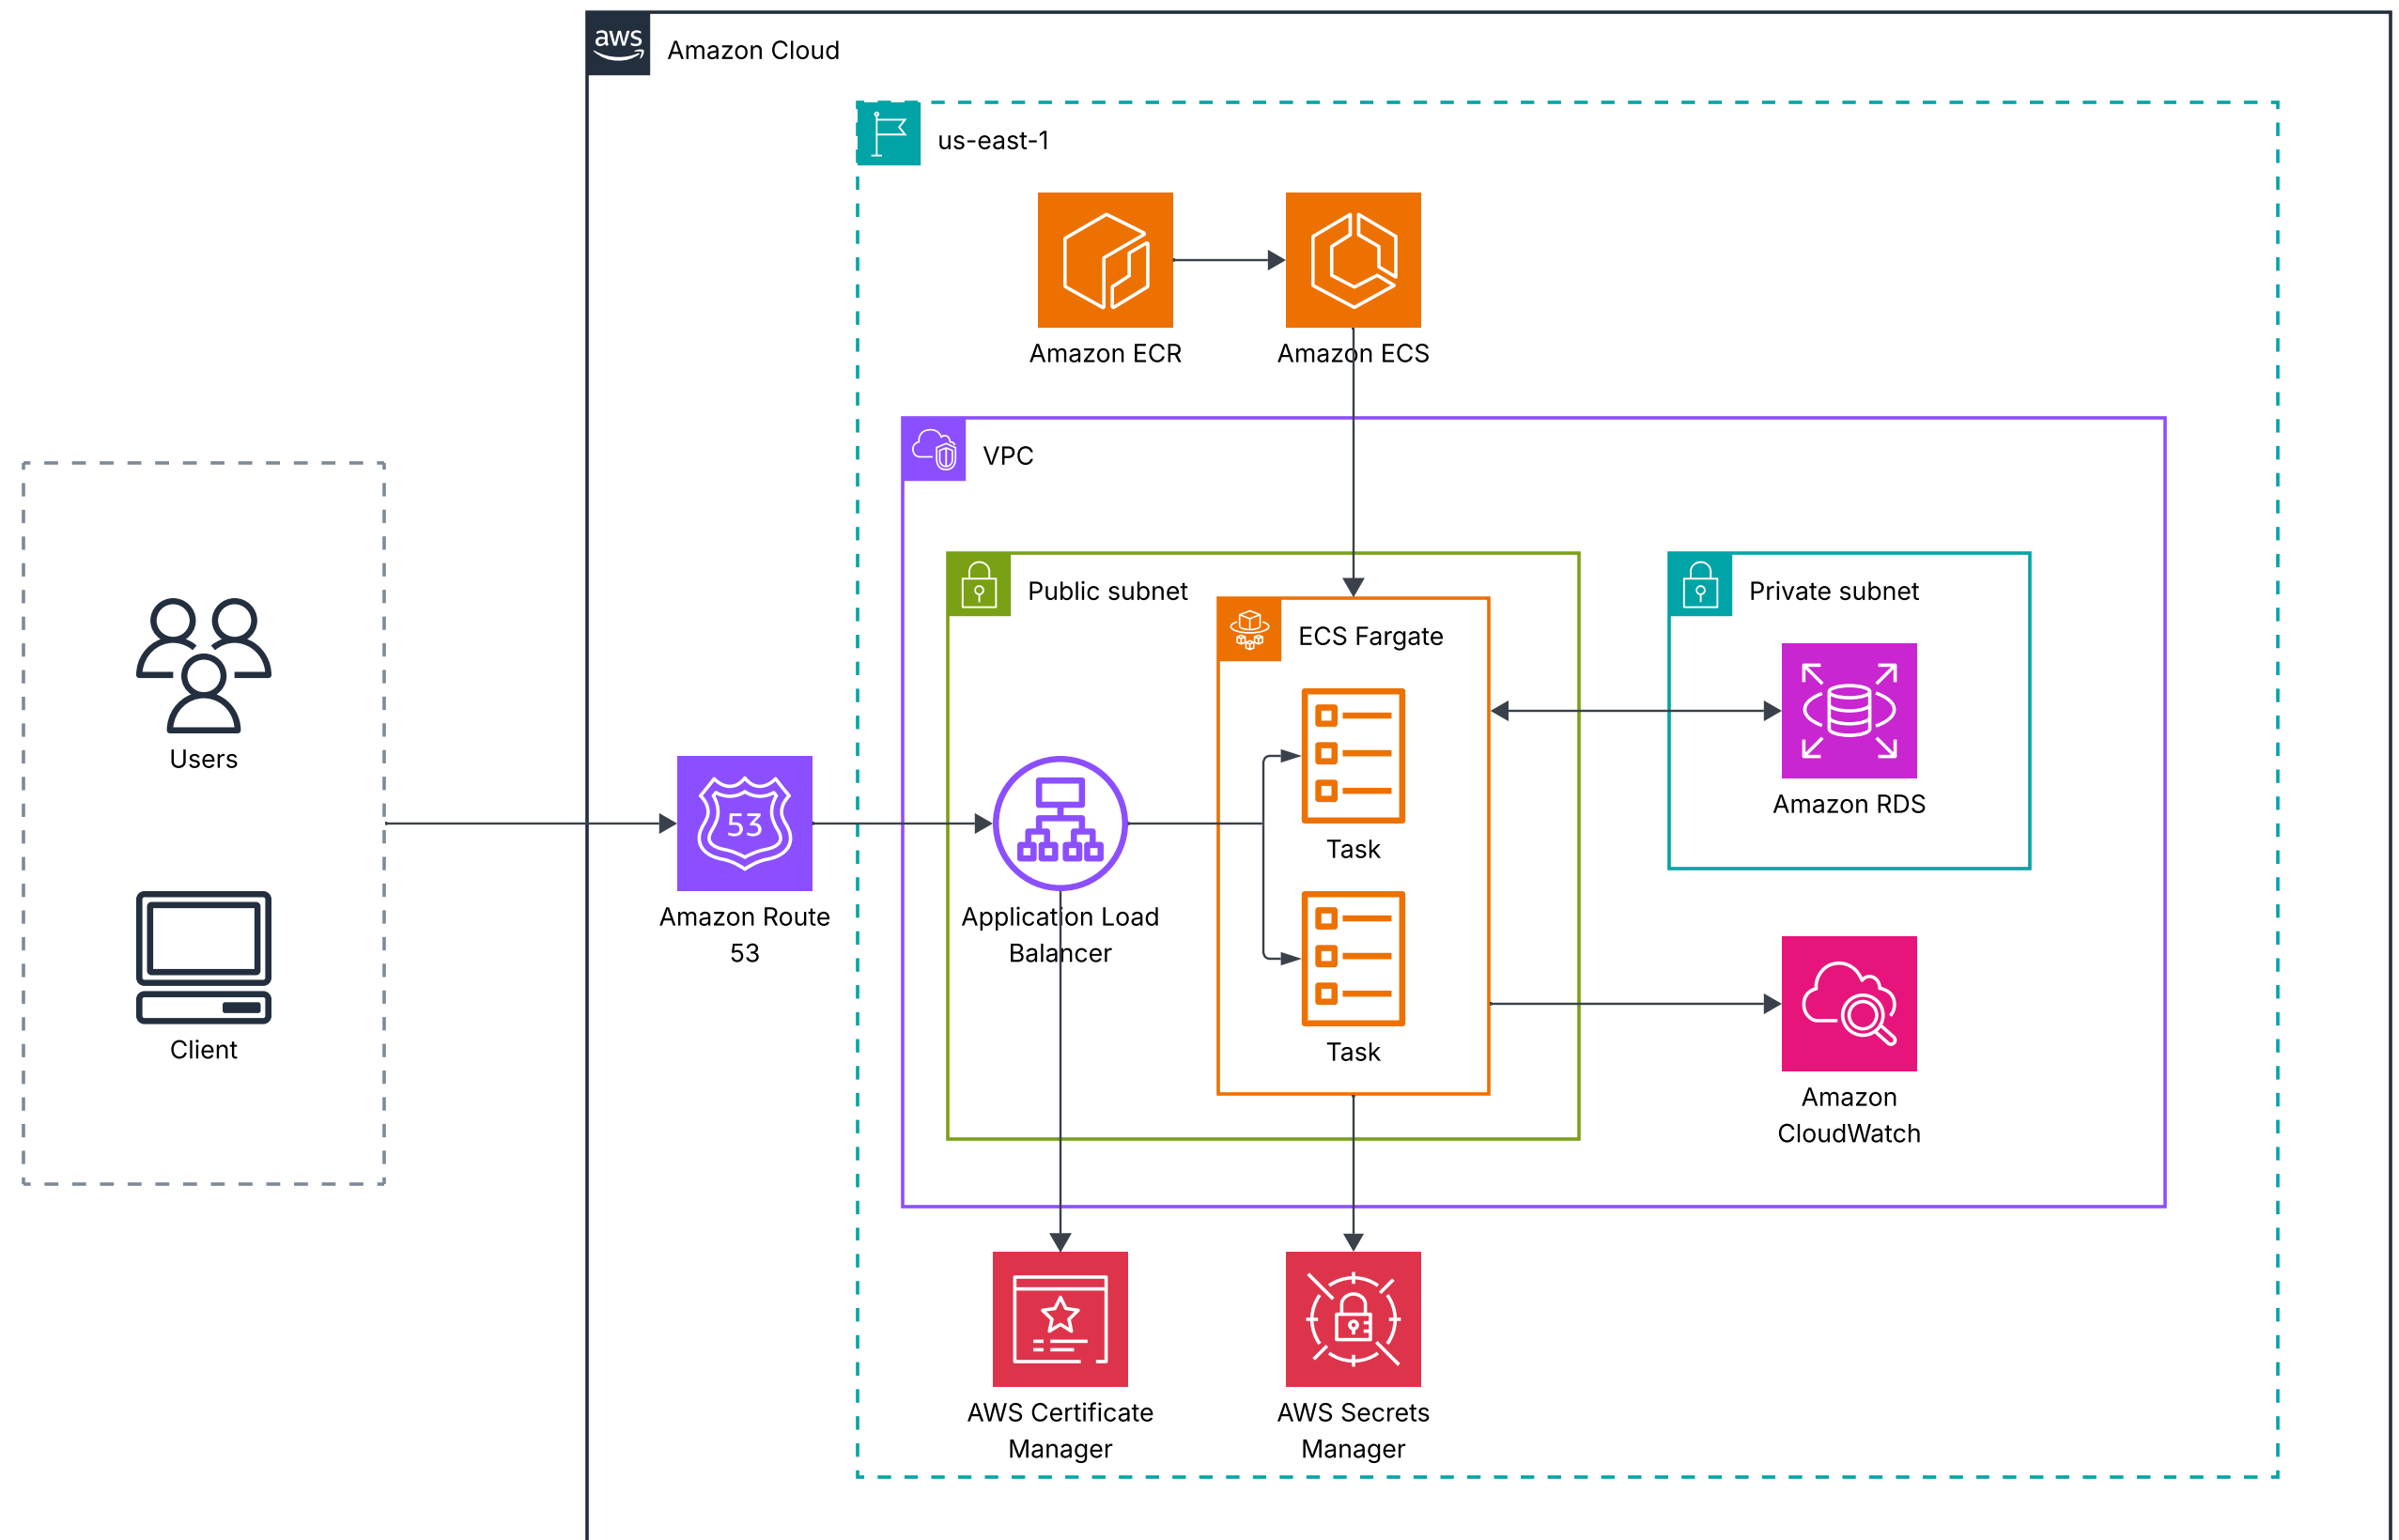 aws
Amazon Cloud
us-east-1
Amazon ECR
Amazon ECS
VPC
Public subnet
ECS Fargate
Private subnet
Users
Client
53
Amazon Route
53
Application Load
Balancer
Task
Task
Amazon RDS
Amazon
CloudWatch
AWS Certificate
Manager
AWS Secrets
Manager